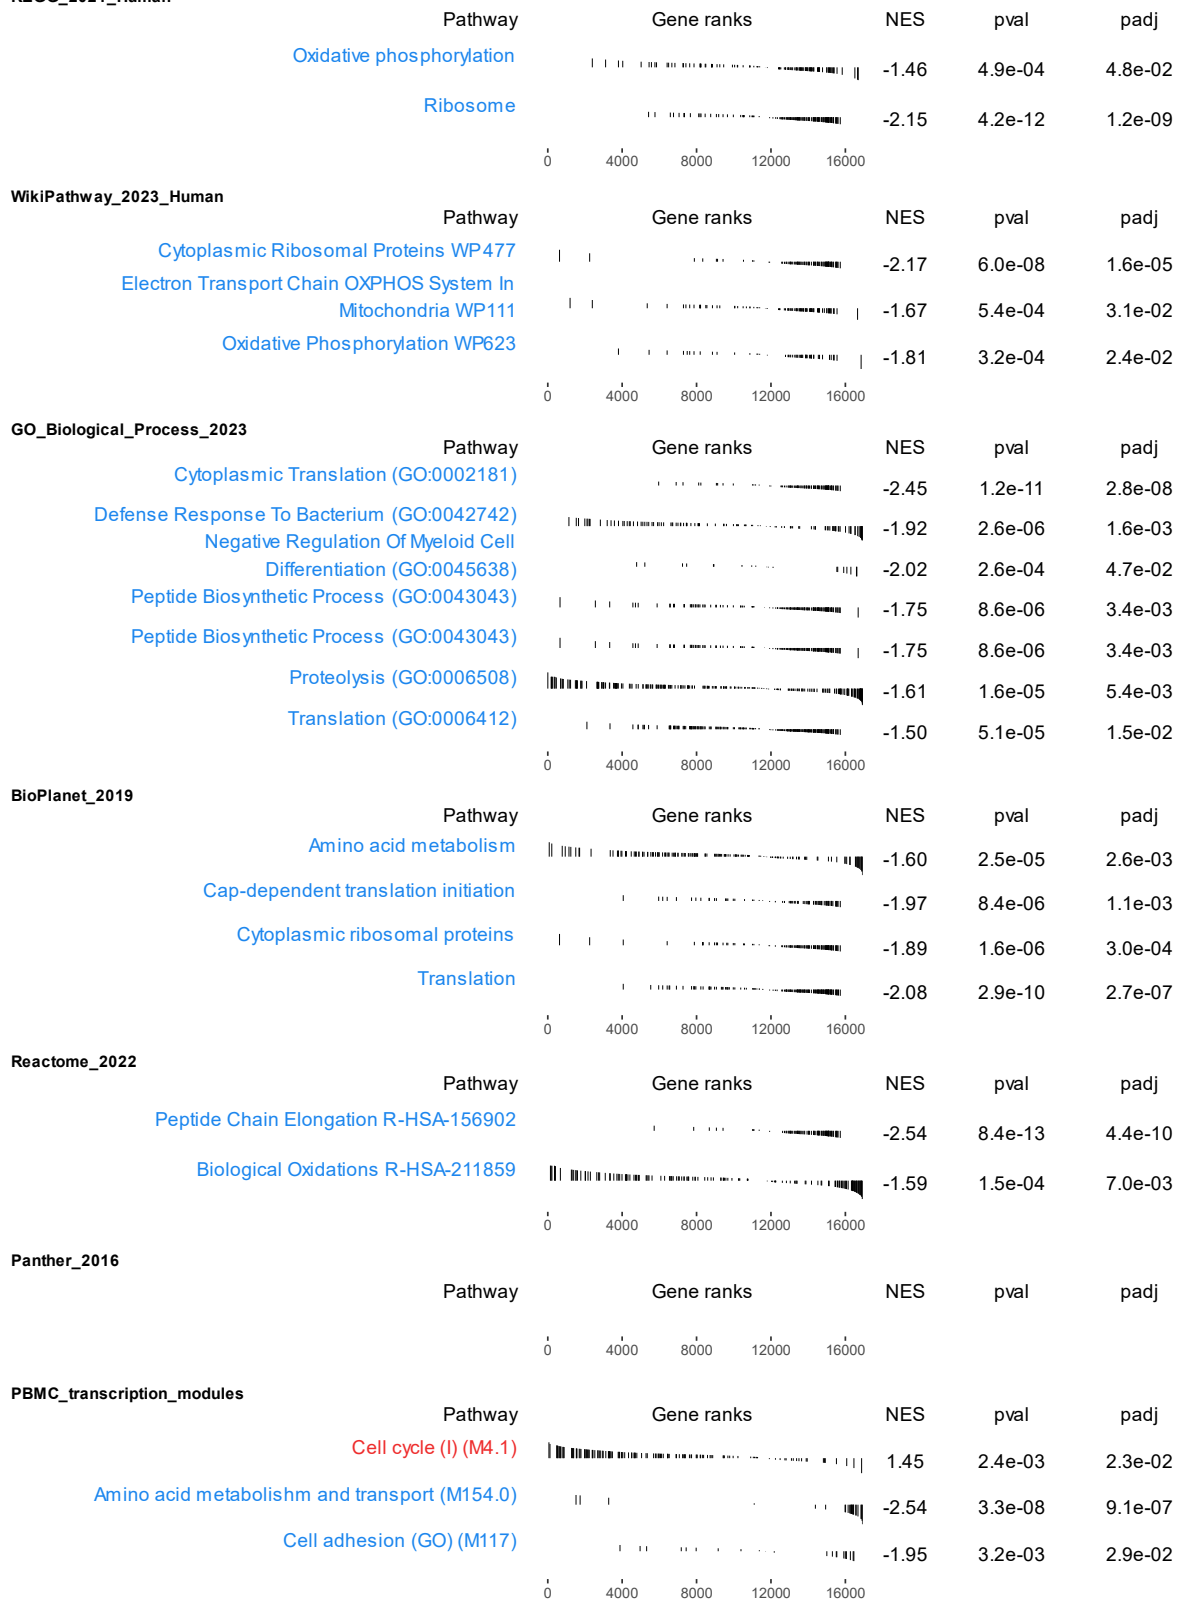 Pathway Gene ranks NES pval padj
Oxidative phosphorylation -1.46 4.9e-04 4.8e-02
Ribosome -2.15 4.2e-12 1.2e-09
0 4000 8000 12000 16000
WikiPathway_2023_Human
Pathway Gene ranks NES pval padj
Cytoplasmic Ribosomal Proteins WP477 -2.17 6.0e-08 1.6e-05
Electron Transport Chain OXPHOS System In
Mitochondria WP111 -1.67 5.4e-04 3.1e-02
Oxidative Phosphorylation WP623 -1.81 3.2e-04 2.4e-02
0 4000 8000 12000 16000
GO_Biological_Process_2023
Pathway Gene ranks NES pval padj
Cytoplasmic Translation (GO:0002181) -2.45 1.2e-11 2.8e-08
Defense Response To Bacterium (GO:0042742) -1.92 2.6e-06 1.6e-03
Negative Regulation Of Myeloid Cell
Differentiation (GO:0045638) -2.02 2.6e-04 4.7e-02
Peptide Biosynthetic Process (GO:0043043) -1.75 8.6e-06 3.4e-03
Peptide Biosynthetic Process (GO:0043043) -1.75 8.6e-06 3.4e-03
Proteolysis (GO:0006508) -1.61 1.6e-05 5.4e-03
Translation (GO:0006412) -1.50 5.1e-05 1.5e-02
0 4000 8000 12000 16000
BioPlanet_2019
Pathway Gene ranks NES pval padj
Amino acid metabolism -1.60 2.5e-05 2.6e-03
Cap-dependent translation initiation -1.97 8.4e-06 1.1e-03
Cytoplasmic ribosomal proteins -1.89 1.6e-06 3.0e-04
Translation -2.08 2.9e-10 2.7e-07
0 4000 8000 12000 16000
Reactome_2022
Pathway Gene ranks NES pval padj
Peptide Chain Elongation R-HSA-156902 -2.54 8.4e-13 4.4e-10
Biological Oxidations R-HSA-211859 -1.59 1.5e-04 7.0e-03
0 4000 8000 12000 16000
Panther_2016
Pathway Gene ranks NES pval padj
0 4000 8000 12000 16000
PBMC_transcription_modules
Pathway Gene ranks NES pval padj
Cell cycle (I) (M4.1) 1.45 2.4e-03 2.3e-02
Amino acid metabolishm and transport (M154.0) -2.54 3.3e-08 9.1e-07
Cell adhesion (GO) (M117) -1.95 3.2e-03 2.9e-02
0 4000 8000 12000 16000